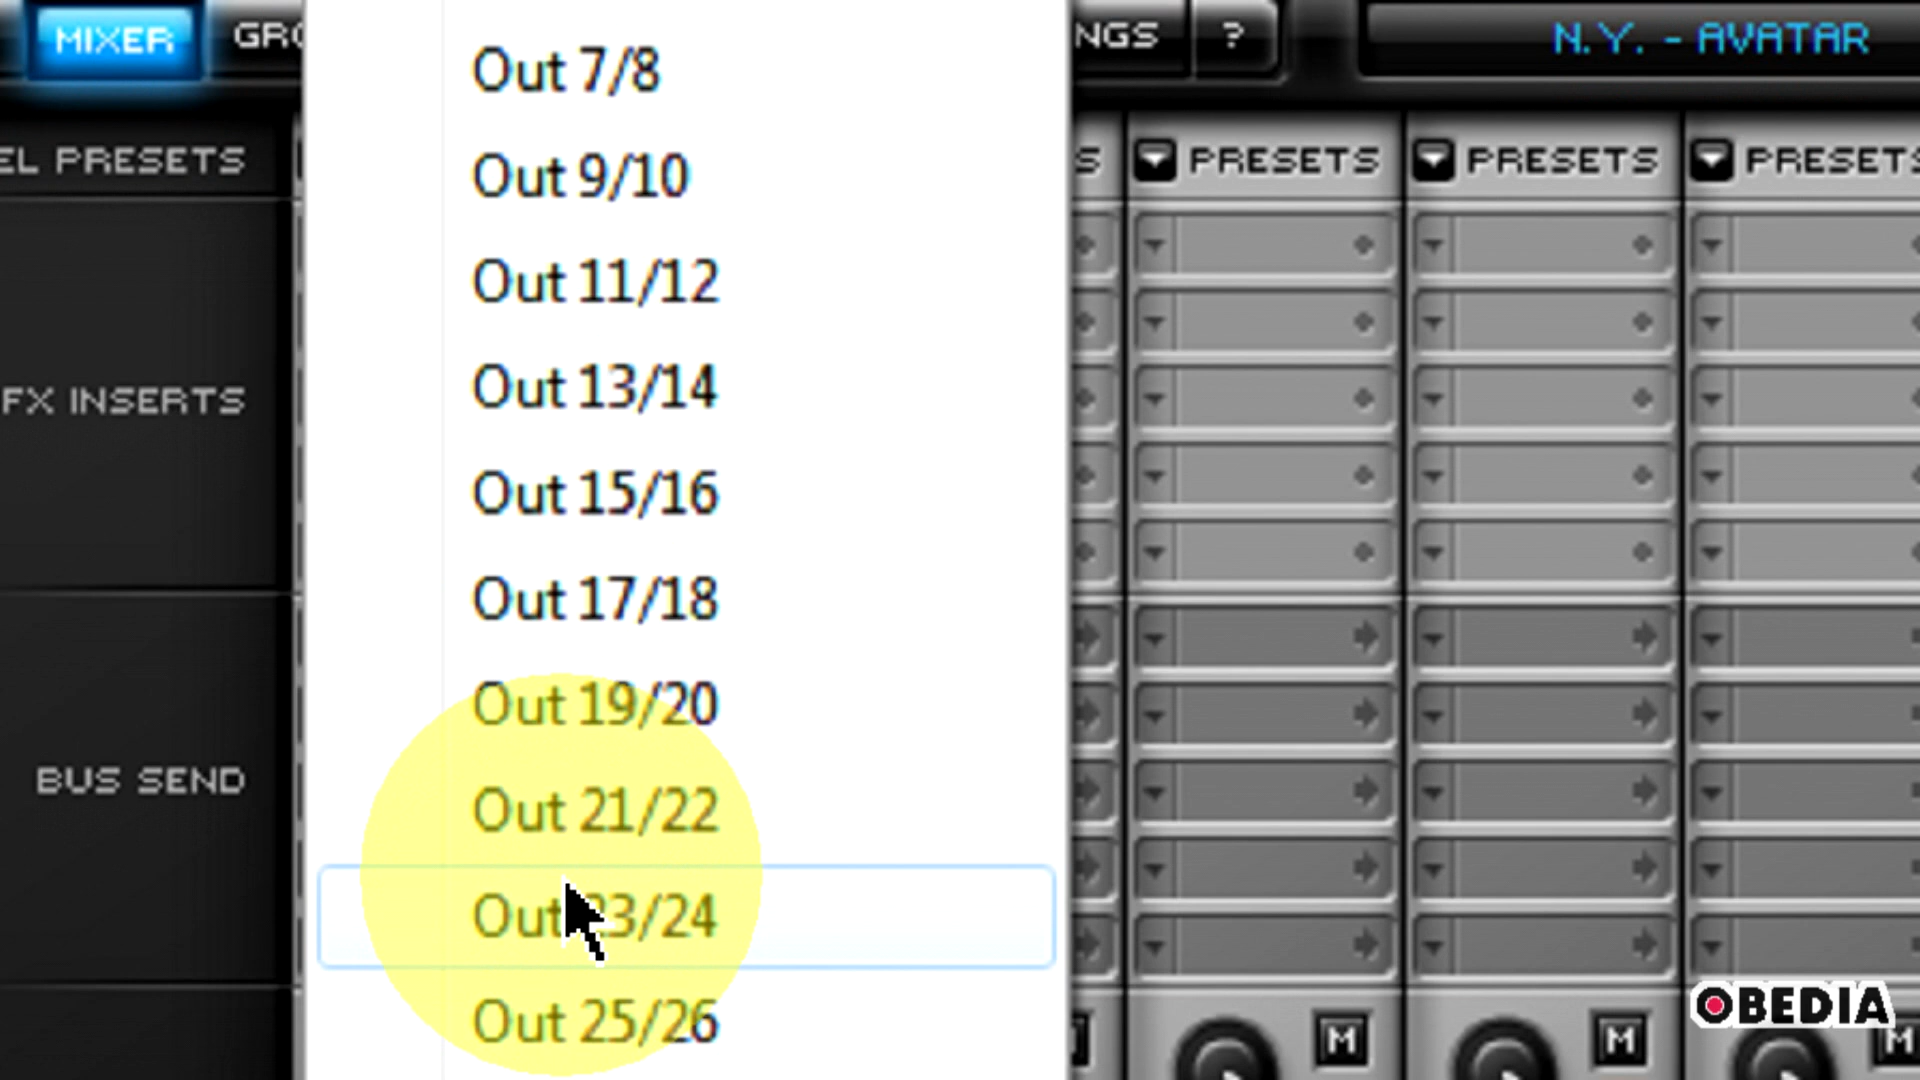 MIXER
N.Y. - AVATAR
?
Out 7/8
Out 9/10
Out 11/12
Out 13/14
Out 15/16
Out 17/18
Out 19/20
Out 21/22
Out 23/24
Out 25/26
PRESETS
PRESETS
PRESETS
PRESETS
FX INSERTS
BUS SEND
M
M
M
OBEDIA